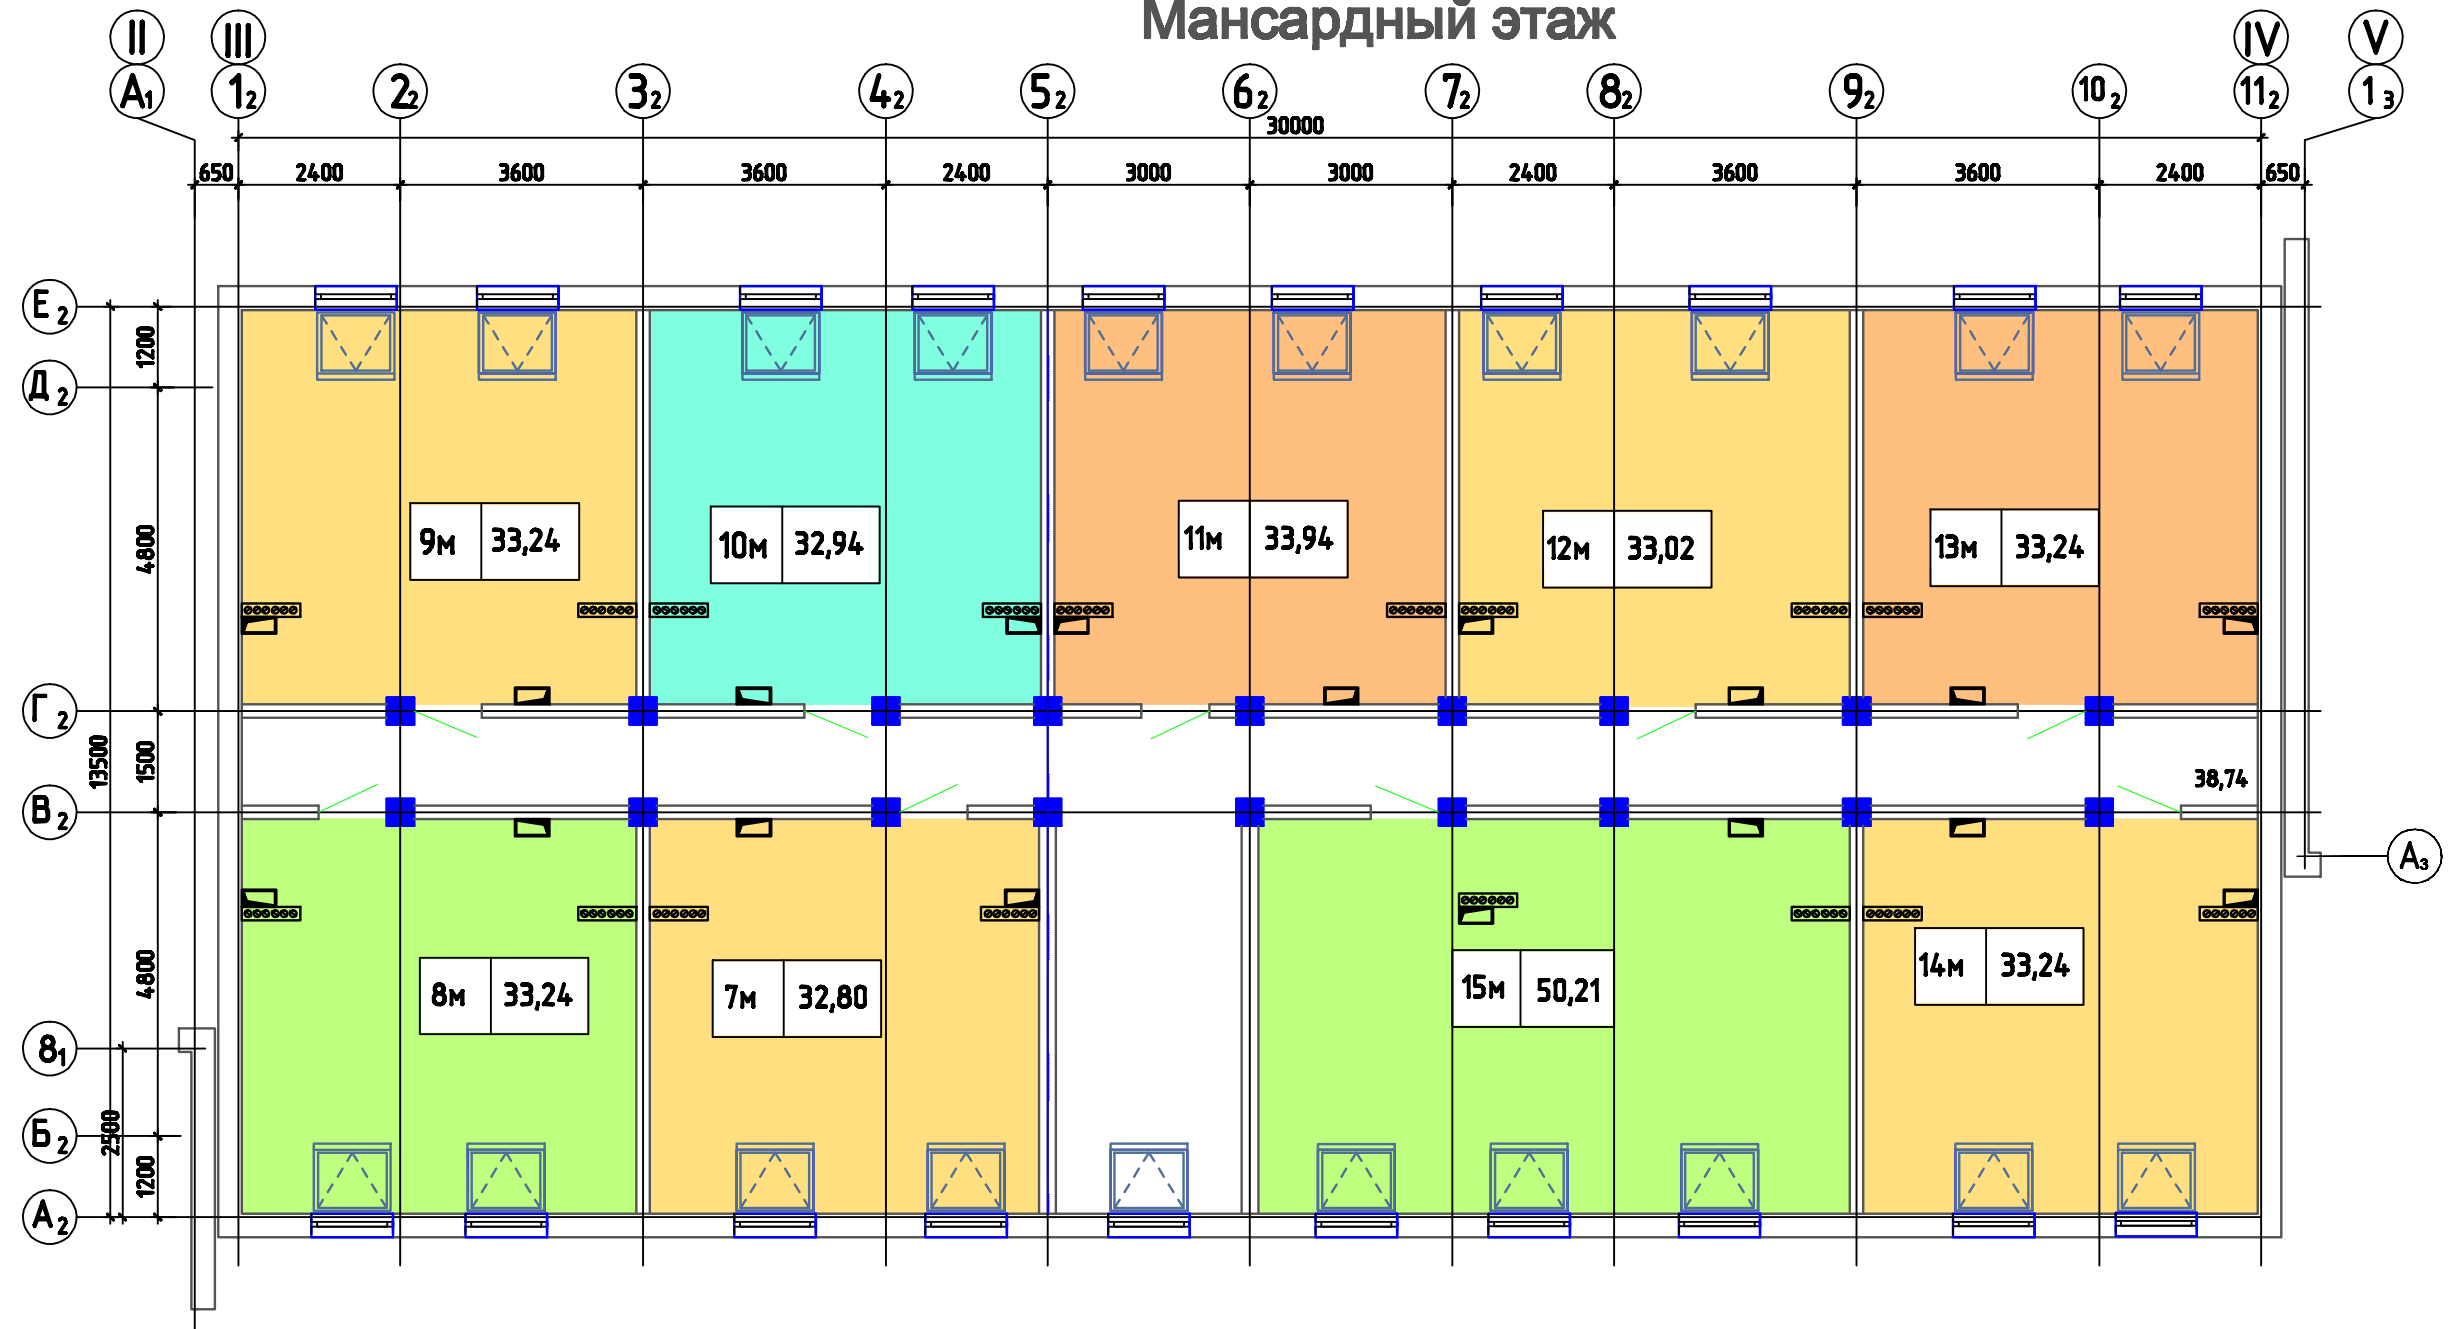 Мансардный этаж
II III IV V
А1 12 22 32 42 52 62 72 82 92 102 112 13
30000
650 2400 3600 3600 2400 3000 3000 2400 3600 3600 2400 650
Е2
1200
Д2
4800
9м 33,24
10м 32,94
11м 33,94
12м 33,02
13м 33,24
Г2
13500
1500
38,74
В2
А3
4800
8м 33,24
7м 32,80
15м 50,21
14м 33,24
81
2500
Б2
1200
А2